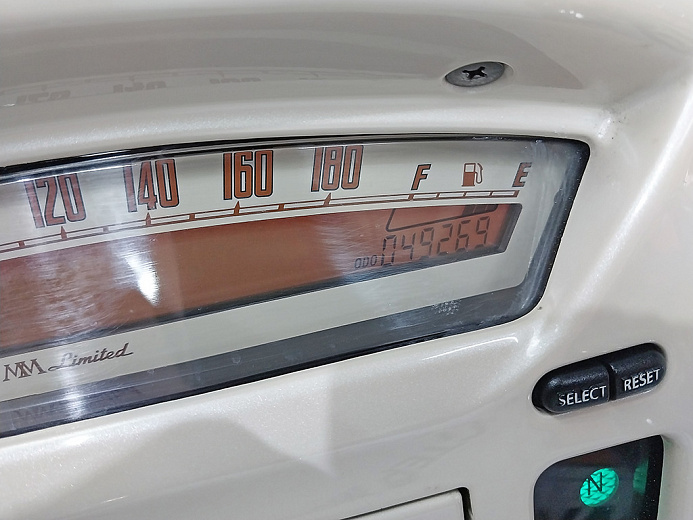 120 140 160 180 F E
ODO 049269
MM Limited
SELECT RESET
N